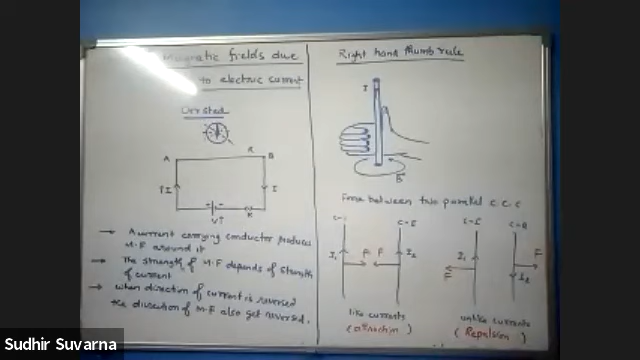 Magnetic fields due
to electric current
Oersted
A
R
B
I
I
VT
K
→ A current carrying conductor produces
M.F around it
→ The strength of M.F depends of strength
of current
→ when direction of current is reversed
the direction of M.F also get reversed.
Right hand thumb rule
I
B
Force between two parallel C.C.C
I₁
F
F
I₂
like currents
(attraction)
I₁
F
F
I₂
unlike currents
(Repulsion)
Sudhir Suvarna